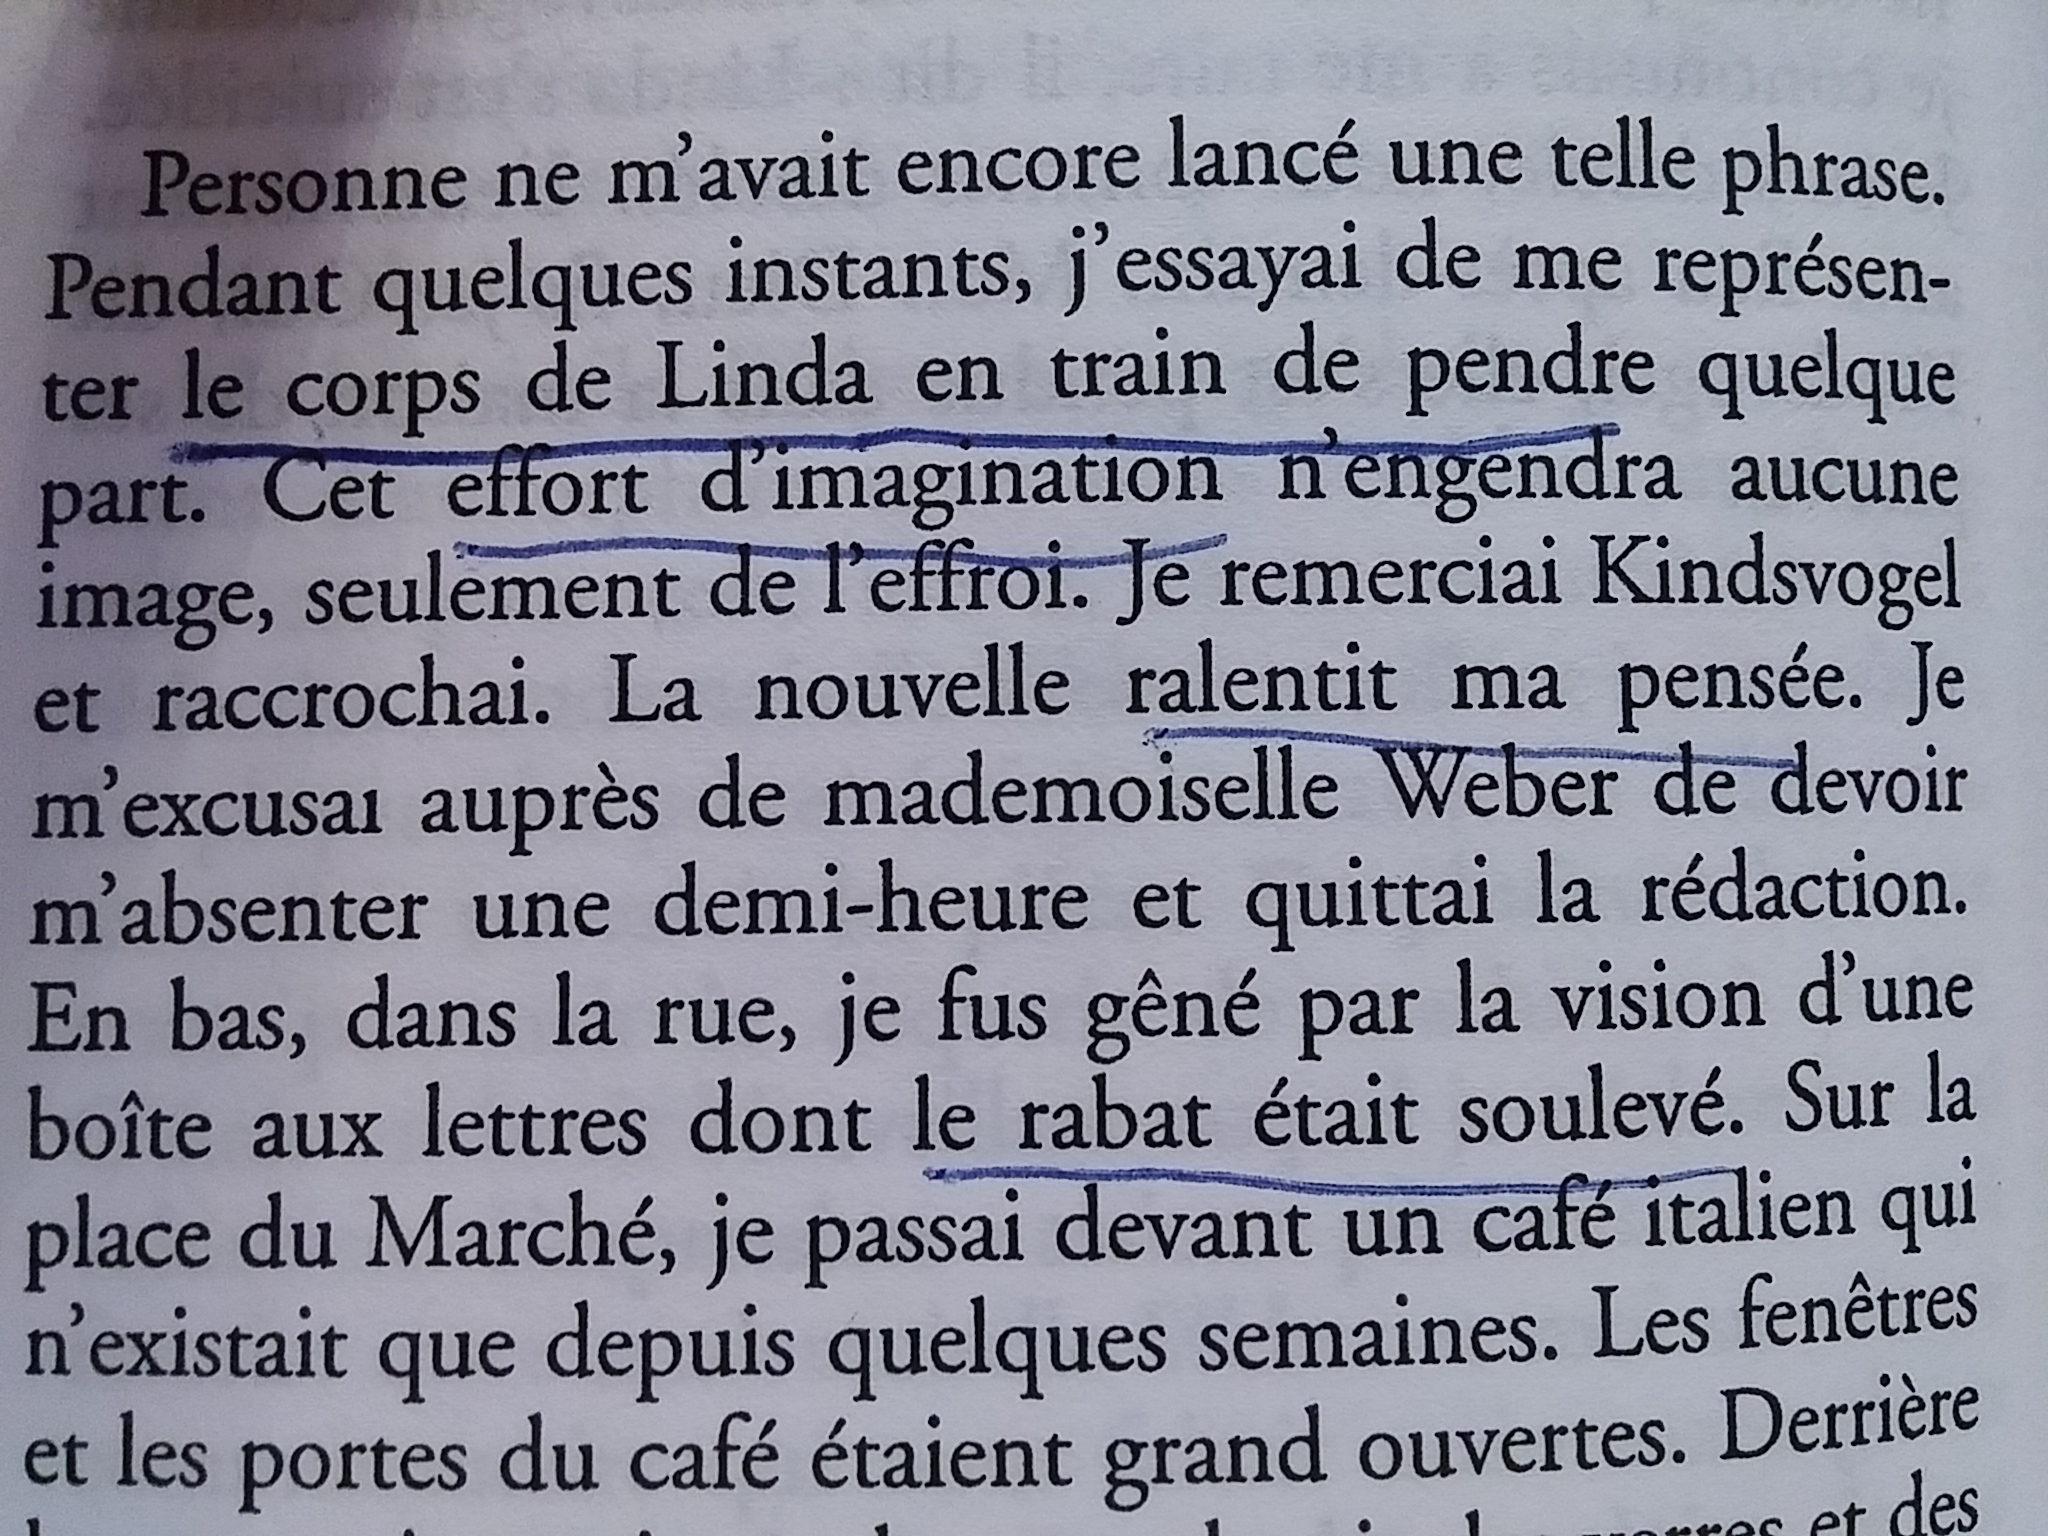 Personne ne m'avait encore lancé une telle phrase.
Pendant quelques instants, j'essayai de me représen-
ter le corps de Linda en train de pendre quelque
part. Cet effort d'imagination n'engendra aucune
image, seulement de l'effroi. Je remerciai Kindsvogel
et raccrochai. La nouvelle ralentit ma pensée. Je
m'excusai auprès de mademoiselle Weber de devoir
m'absenter une demi-heure et quittai la rédaction.
En bas, dans la rue, je fus gêné par la vision d'une
boîte aux lettres dont le rabat était soulevé. Sur la
place du Marché, je passai devant un café italien qui
n'existait que depuis quelques semaines. Les fenêtres
et les portes du café étaient grand ouvertes. Derrière
et des